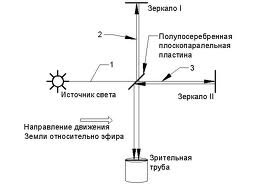 Зеркало I
2
Полупосеребренная
плоскопаралельная
пластина
1
3
Источник света
Зеркало II
Направление движения
Земли относительно эфира
Зрительная
труба